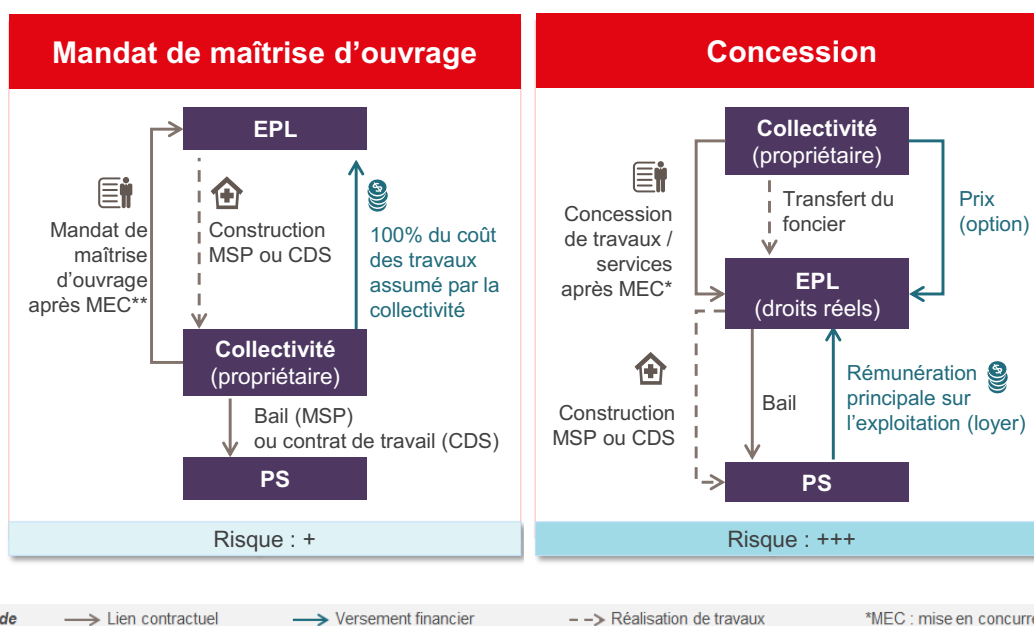 Mandat de maîtrise d'ouvrage
EPL
Mandat de
maîtrise
d'ouvrage
après MEC**
Construction
MSP ou CDS
100% du coût
des travaux
assumé par la
collectivité
Collectivité
(propriétaire)
Bail (MSP)
ou contrat de travail (CDS)
PS
Risque : +
Concession
Collectivité
(propriétaire)
Concession
de travaux /
services
après MEC*
Transfert du
foncier
Prix
(option)
EPL
(droits réels)
Construction
MSP ou CDS
Bail
Rémunération
principale sur
l'exploitation (loyer)
PS
Risque : +++
de Lien contractuel Versement financier Réalisation de travaux *MEC : mise en concurre